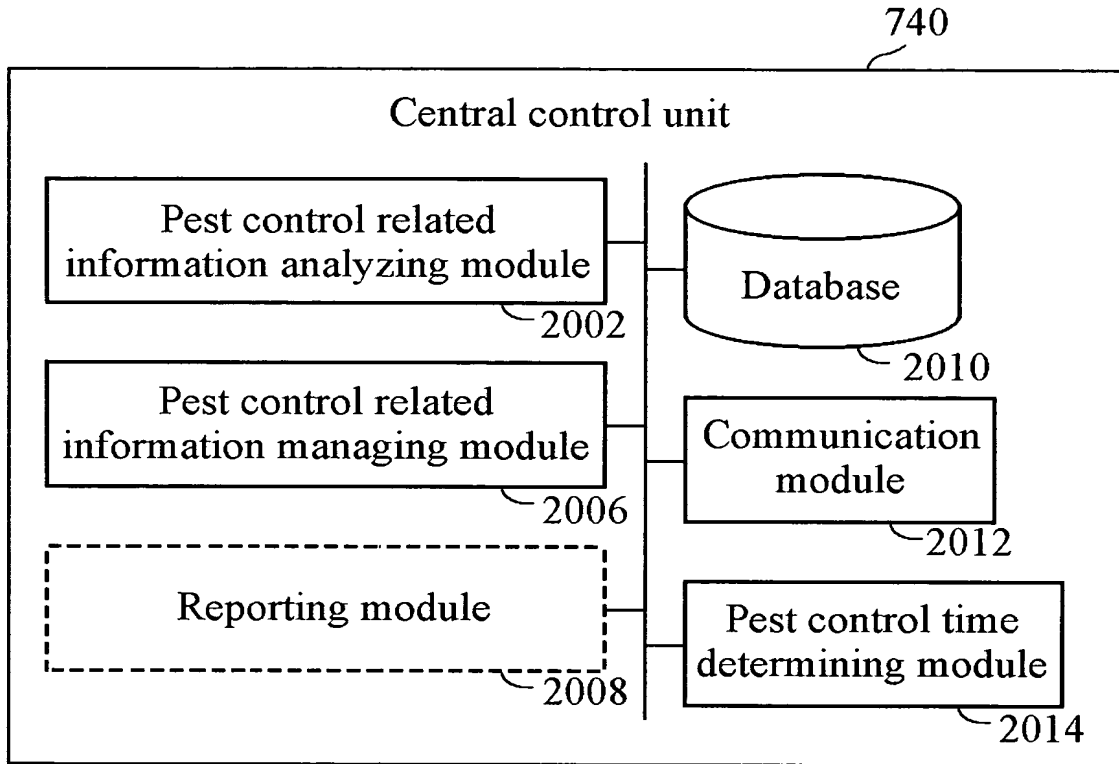 740
Central control unit
Pest control related
information analyzing module
2002
Database
2010
Pest control related
information managing module
2006
Communication
module
2012
Reporting module
2008
Pest control time
determining module
2014